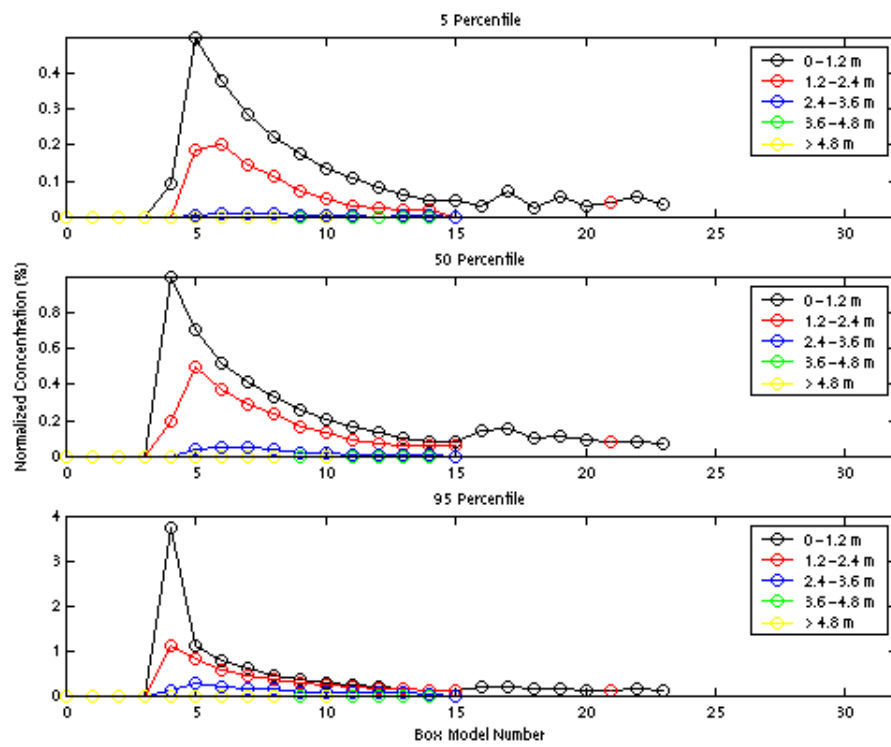 5 Percentile
0.4
0.3
0.2
0.1
0
0 5 10 15 20 25 30
0-1.2 m
1.2-2.4 m
2.4-3.6 m
3.6-4.8 m
> 4.8 m
50 Percentile
Normalized Concentration (%)
0.8
0.6
0.4
0.2
0
0 5 10 15 20 25 30
0-1.2 m
1.2-2.4 m
2.4-3.6 m
3.6-4.8 m
> 4.8 m
95 Percentile
4
3
2
1
0
0 5 10 15 20 25 30
0-1.2 m
1.2-2.4 m
2.4-3.6 m
3.6-4.8 m
> 4.8 m
Box Model Number